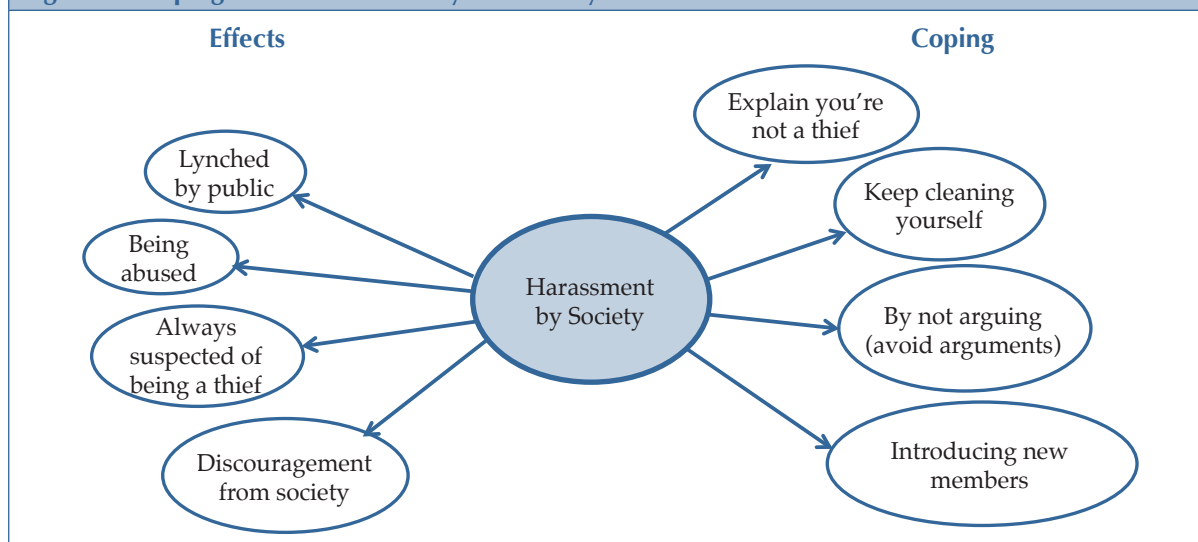 Effects
Coping
Explain you're
not a thief
Lynched
by public
Keep cleaning
yourself
Being
abused
Harassment
by Society
By not arguing
(avoid arguments)
Always
suspected of
being a thief
Discouragement
from society
Introducing new
members